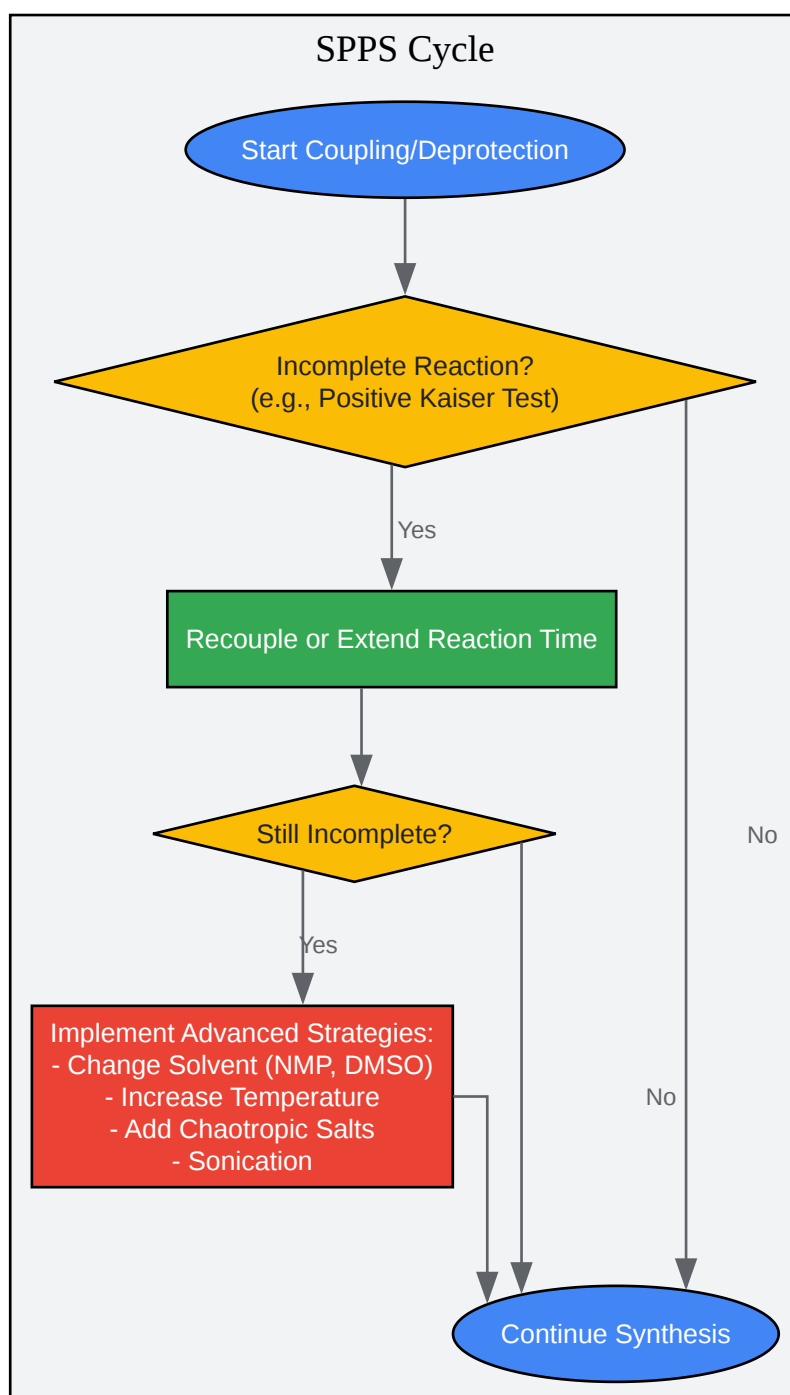 SPPS Cycle
Start Coupling/Deprotection
Incomplete Reaction?
(e.g., Positive Kaiser Test)
Yes
Recouple or Extend Reaction Time
Still Incomplete?
No
Yes
Implement Advanced Strategies:
- Change Solvent (NMP, DMSO)
- Increase Temperature
- Add Chaotropic Salts
- Sonication
No
Continue Synthesis